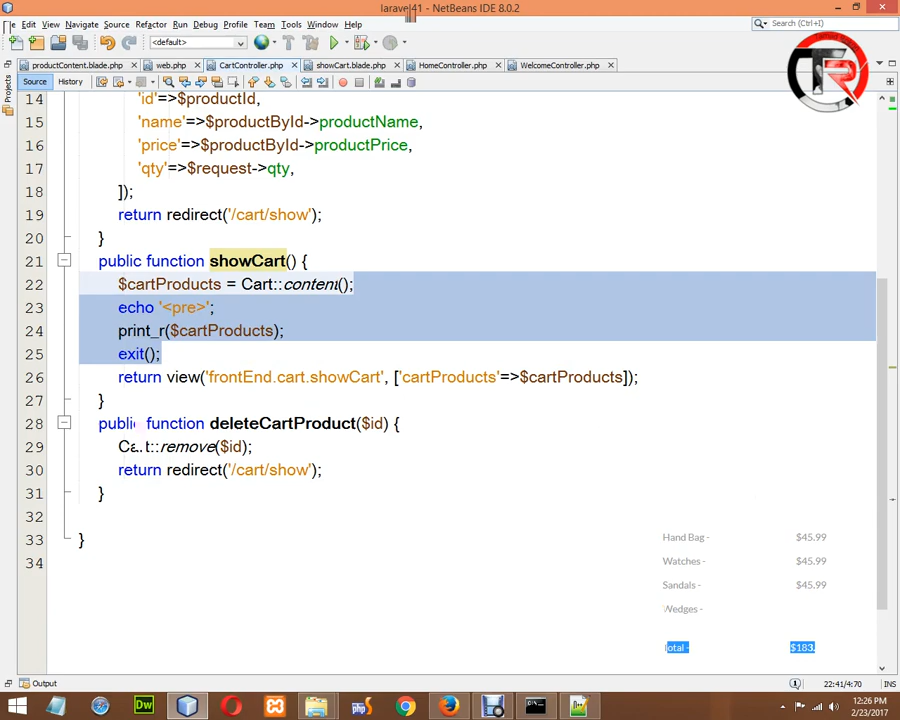 laravel41 - NetBeans IDE 8.0.2
Edit View Navigate Source Refactor Run Debug Profile Team Tools Window Help
<default>
Search (Ctrl+I)
productContent.blade.php web.php CartController.php showCart.blade.php HomeController.php WelcomeController.php
Source History
Projects
14 'id'=>$productId,
15 'name'=>$productById->productName,
16 'price'=>$productById->productPrice,
17 'qty'=>$request->qty,
18 ]);
19 return redirect('/cart/show');
20 }
21 public function showCart() {
22 $cartProducts = Cart::content();
23 echo '<pre>';
24 print_r($cartProducts);
25 exit();
26 return view('frontEnd.cart.showCart', ['cartProducts'=>$cartProducts]);
27 }
28 public function deleteCartProduct($id) {
29 Cart::remove($id);
30 return redirect('/cart/show');
31 }
32
33 }
34
Hand Bag - $45.99
Watches - $45.99
Sandals - $45.99
Wedges -
Total - $183.
Output
22:41/4:70 INS
12:26 PM
2/23/2017